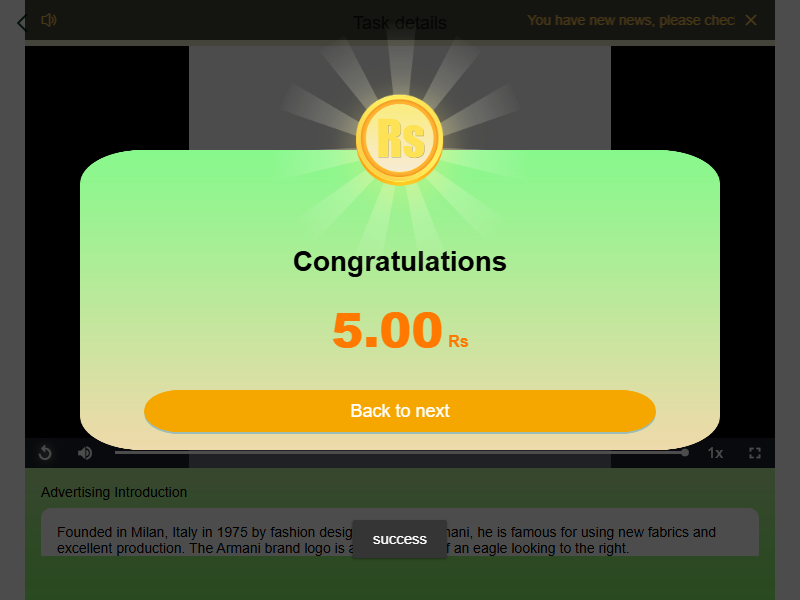 Task details
You have new news, please chec
Rs
Congratulations
5.00 Rs
Back to next
1x
Advertising Introduction
Founded in Milan, Italy in 1975 by fashion desig mani, he is famous for using new fabrics and
excellent production. The Armani brand logo is a f an eagle looking to the right.
success